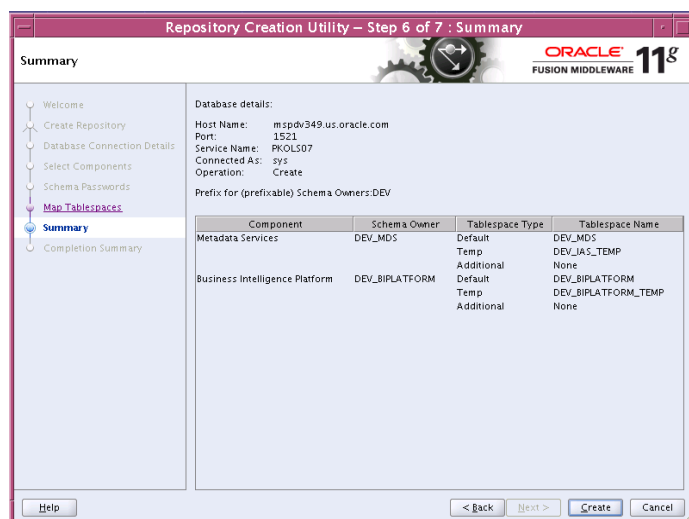 Repository Creation Utility – Step 6 of 7 : Summary
Summary
ORACLE
FUSION MIDDLEWARE 11g
Welcome
Create Repository
Database Connection Details
Select Components
Schema Passwords
Map Tablespaces
Summary
Completion Summary
Database details:
Host Name: mspdv349.us.oracle.com
Port: 1521
Service Name: PKOLS07
Connected As: sys
Operation: Create
Prefix for (prefixable) Schema Owners:DEV
Component Schema Owner Tablespace Type Tablespace Name
Metadata Services DEV_MDS Default DEV_MDS
Temp DEV_IAS_TEMP
Additional None
Business Intelligence Platform DEV_BIPLATFORM Default DEV_BIPLATFORM
Temp DEV_BIPLATFORM_TEMP
Additional None
Help < Back Next > Create Cancel